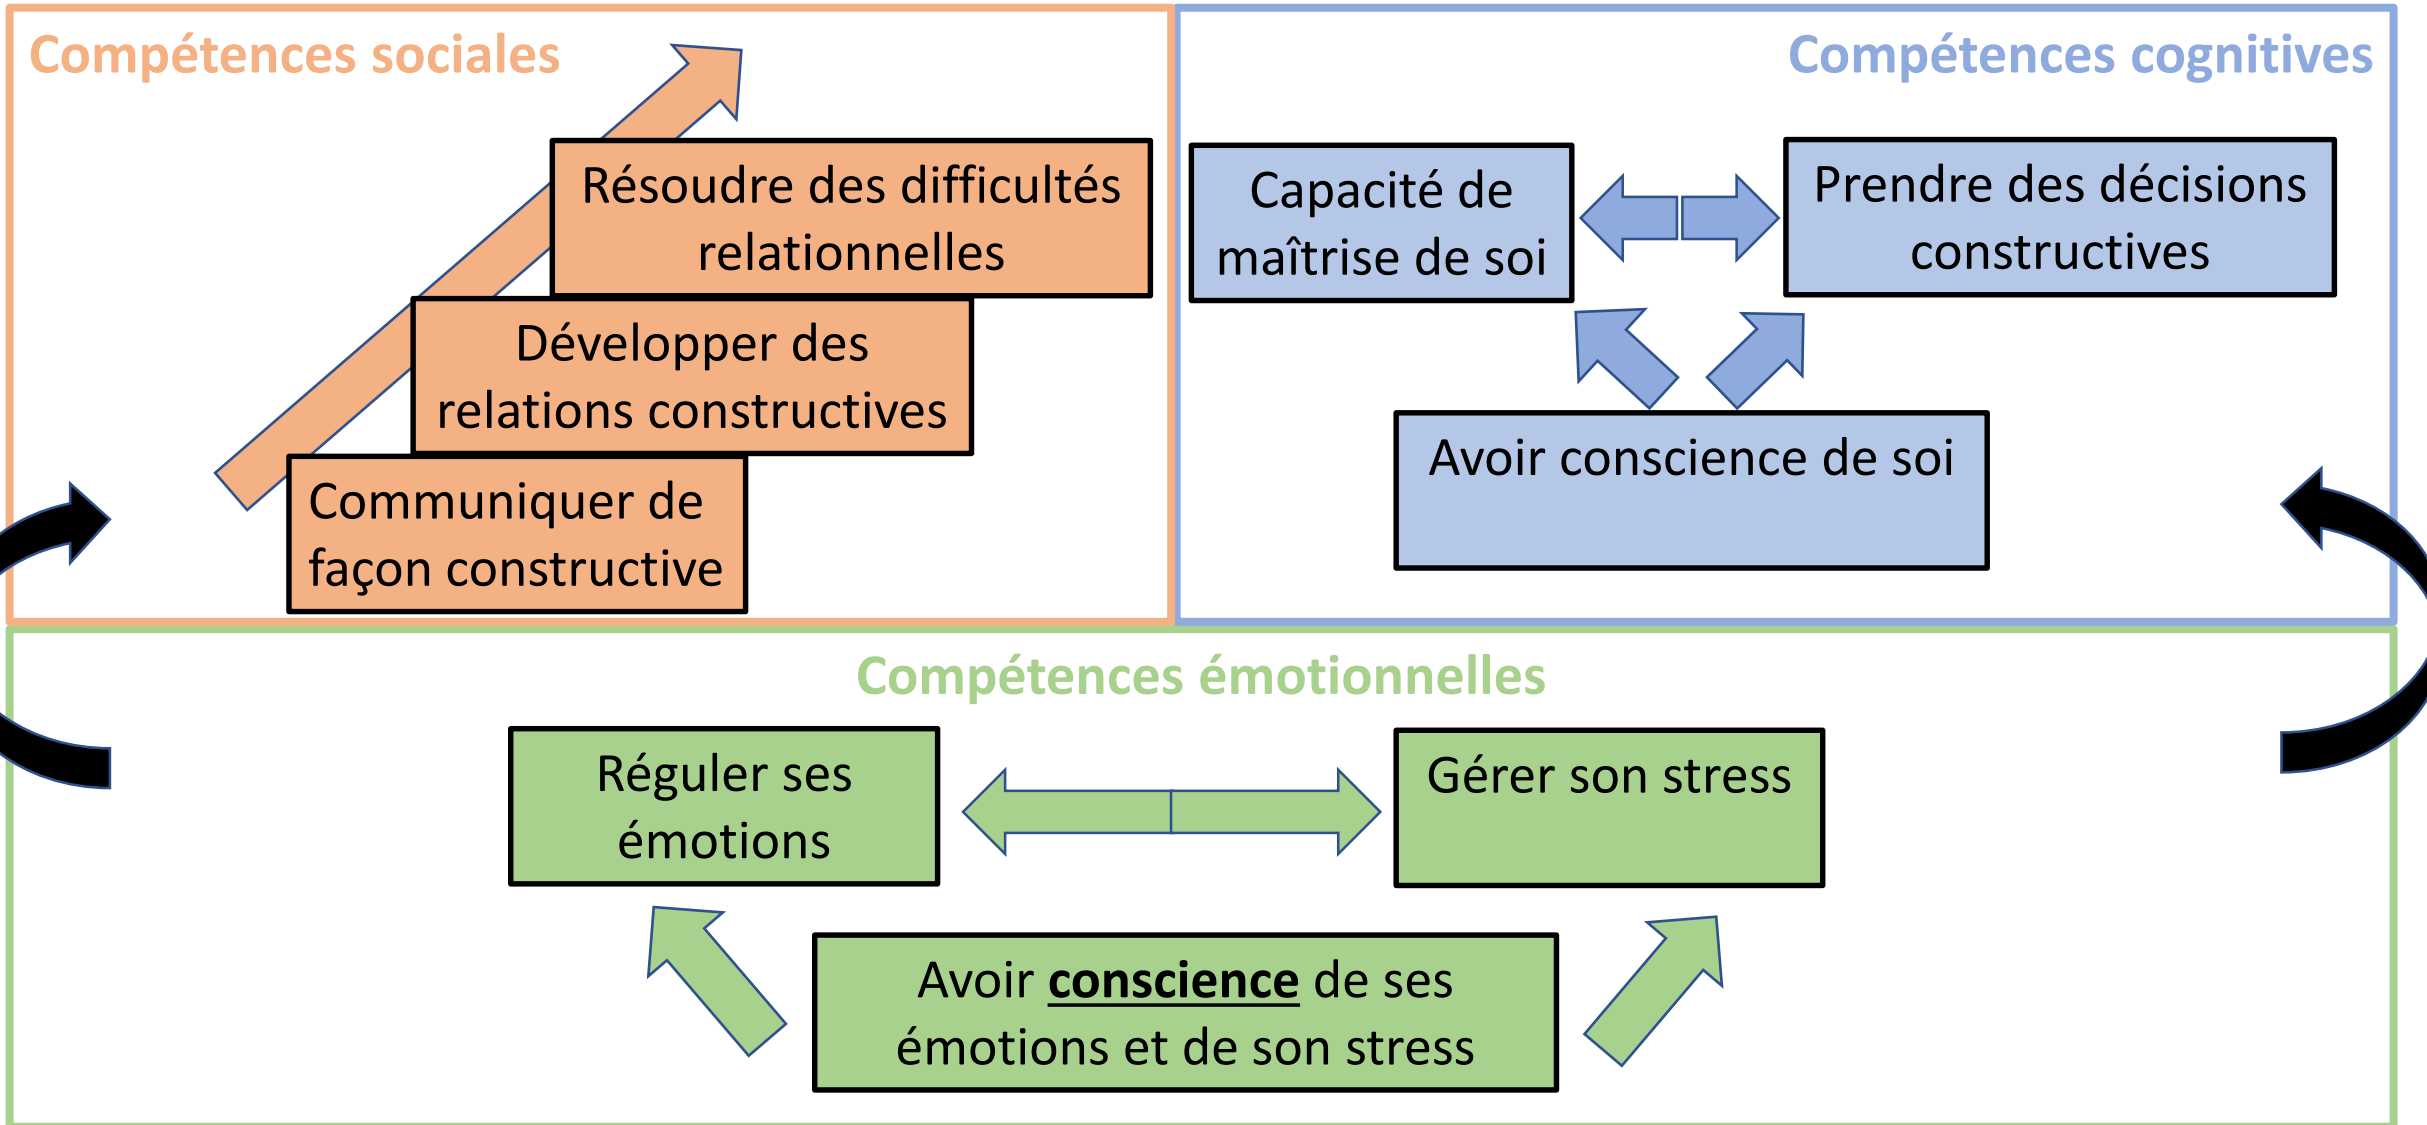 Compétences sociales
Résoudre des difficultés
relationnelles
Développer des
relations constructives
Communiquer de
façon constructive
Compétences cognitives
Capacité de
maîtrise de soi
Prendre des décisions
constructives
Avoir conscience de soi
Compétences émotionnelles
Réguler ses
émotions
Gérer son stress
Avoir conscience de ses
émotions et de son stress